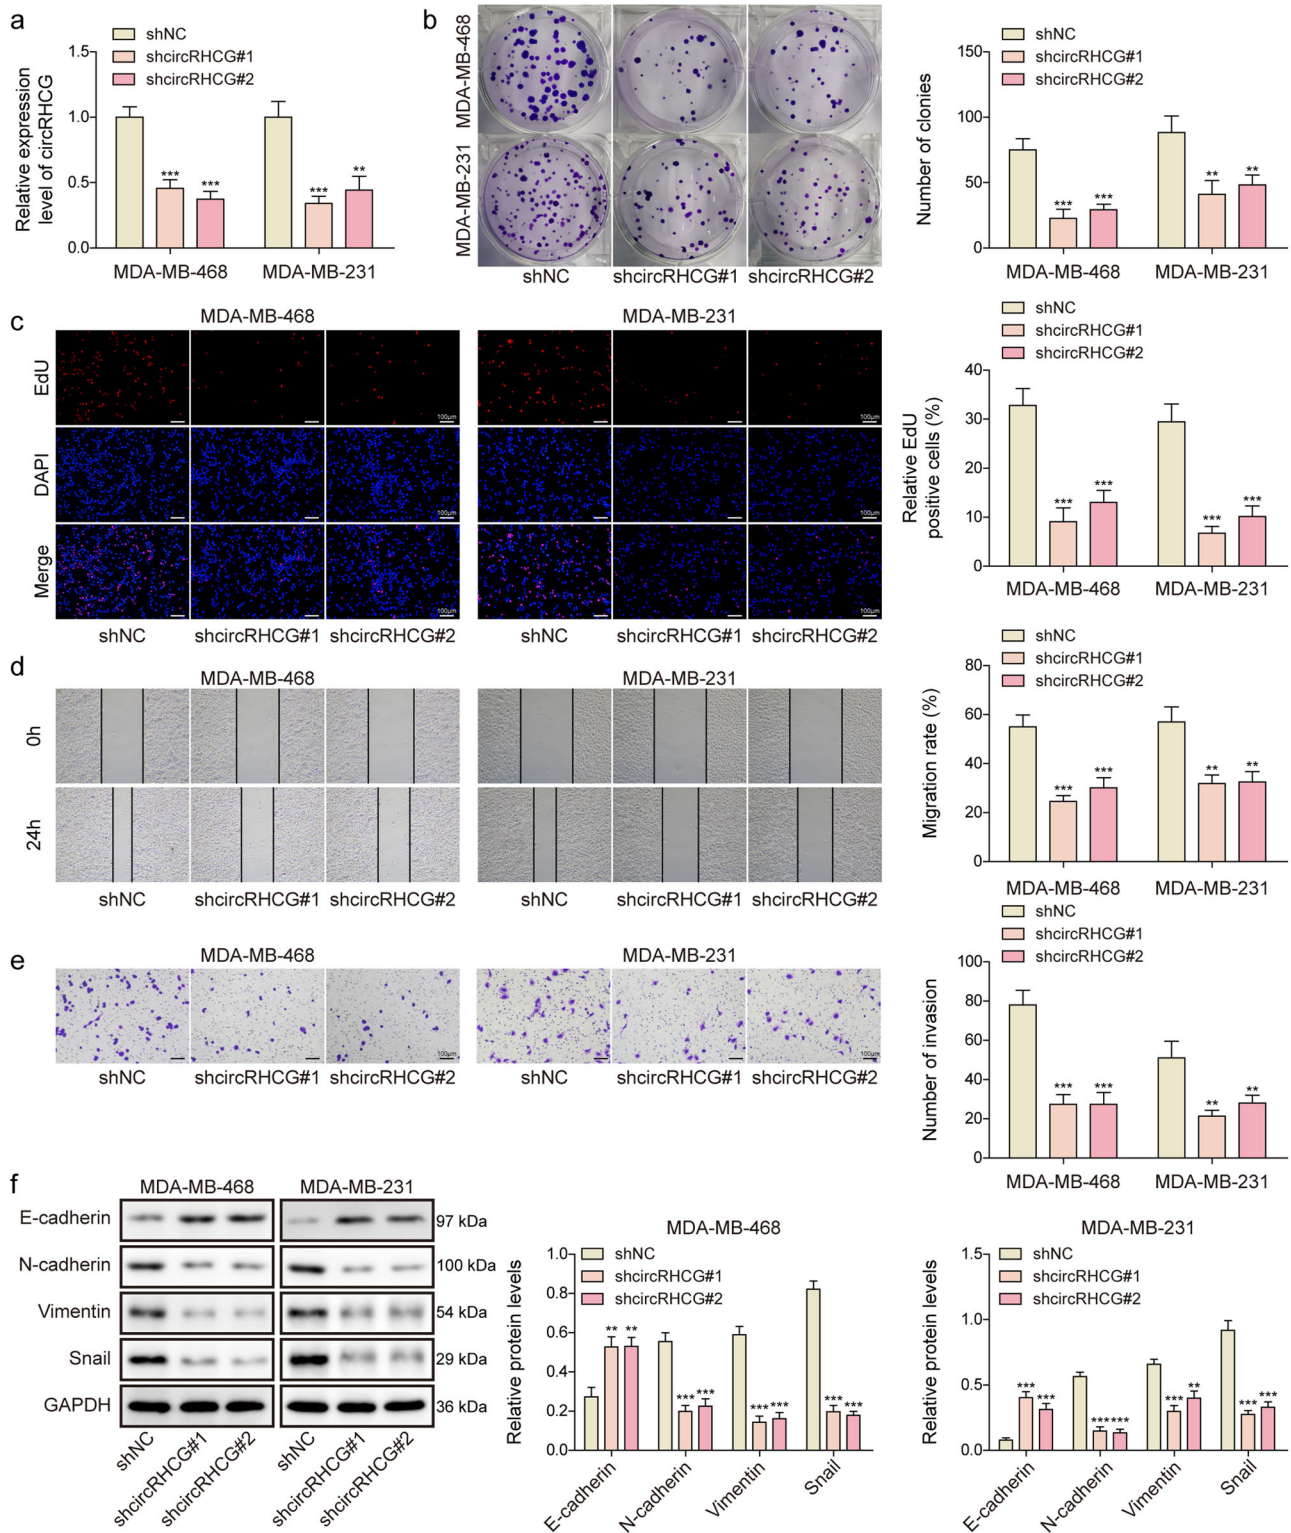 a
shNC
shcircRHCG#1
shcircRHCG#2
Relative expression
level of circRHCG
1.5
1.0
0.5
0.0
***
***
***
**
MDA-MB-468
MDA-MB-231
b
MDA-MB-468
MDA-MB-231
shNC
shcircRHCG#1
shcircRHCG#2
shNC
shcircRHCG#1
shcircRHCG#2
Number of clonies
150
100
50
0
***
***
**
**
MDA-MB-468
MDA-MB-231
c
MDA-MB-468
MDA-MB-231
EdU
DAPI
Merge
100μm
100μm
100μm
100μm
100μm
100μm
shNC
shcircRHCG#1
shcircRHCG#2
shNC
shcircRHCG#1
shcircRHCG#2
shNC
shcircRHCG#1
shcircRHCG#2
Relative EdU
positive cells (%)
40
30
20
10
0
***
***
***
***
MDA-MB-468
MDA-MB-231
d
MDA-MB-468
MDA-MB-231
0h
24h
shNC
shcircRHCG#1
shcircRHCG#2
shNC
shcircRHCG#1
shcircRHCG#2
shNC
shcircRHCG#1
shcircRHCG#2
Migration rate (%)
80
60
40
20
0
***
***
**
**
MDA-MB-468
MDA-MB-231
e
MDA-MB-468
MDA-MB-231
100μm
100μm
shNC
shcircRHCG#1
shcircRHCG#2
shNC
shcircRHCG#1
shcircRHCG#2
shNC
shcircRHCG#1
shcircRHCG#2
Number of invasion
100
80
60
40
20
0
***
***
**
**
MDA-MB-468
MDA-MB-231
f
MDA-MB-468
MDA-MB-231
E-cadherin
97 kDa
N-cadherin
100 kDa
Vimentin
54 kDa
Snail
29 kDa
GAPDH
36 kDa
shNC
shcircRHCG#1
shcircRHCG#2
shNC
shcircRHCG#1
shcircRHCG#2
MDA-MB-468
shNC
shcircRHCG#1
shcircRHCG#2
Relative protein levels
1.0
0.8
0.6
0.4
0.2
0.0
** **
*** ***
*** ***
*** ***
E-cadherin
N-cadherin
Vimentin
Snail
MDA-MB-231
shNC
shcircRHCG#1
shcircRHCG#2
Relative protein levels
1.5
1.0
0.5
0.0
*** ***
*** ***
*** **
*** ***
E-cadherin
N-cadherin
Vimentin
Snail